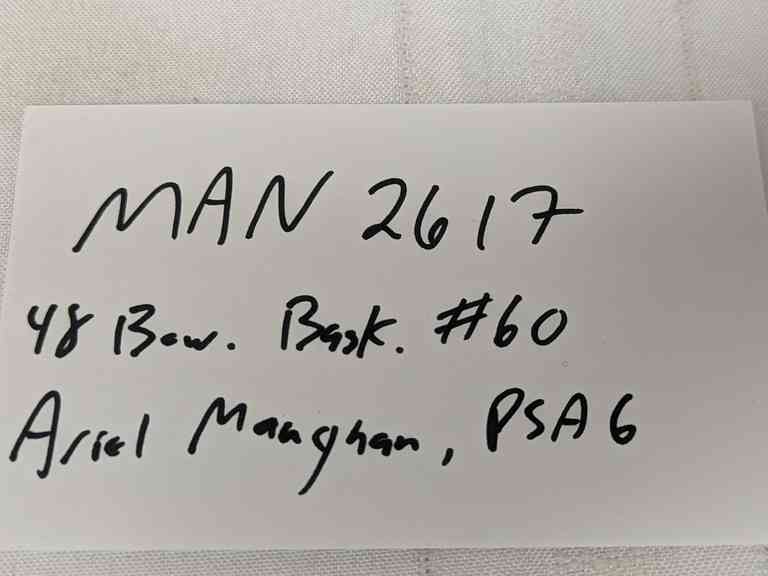 MAN 2617
48 Bow. Bask. #60
Ariel Maughan, PSA 6